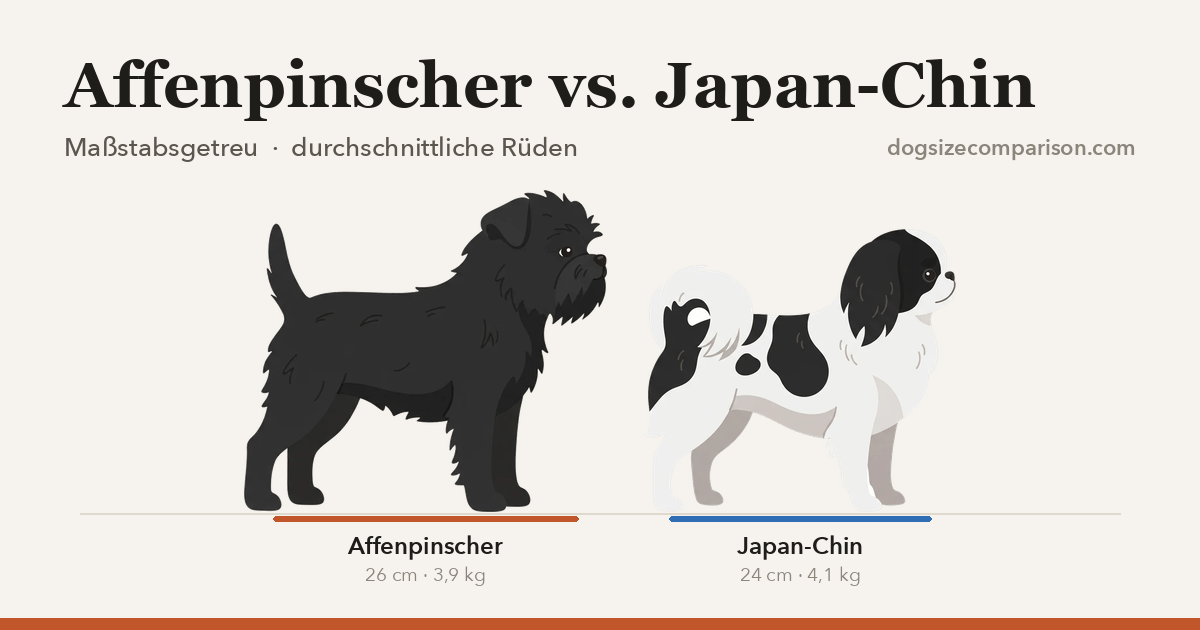 Affenpinscher vs. Japan-Chin
Maßstabsgetreu · durchschnittliche Rüden
dogsizecomparison.com
Affenpinscher
26 cm · 3,9 kg
Japan-Chin
24 cm · 4,1 kg